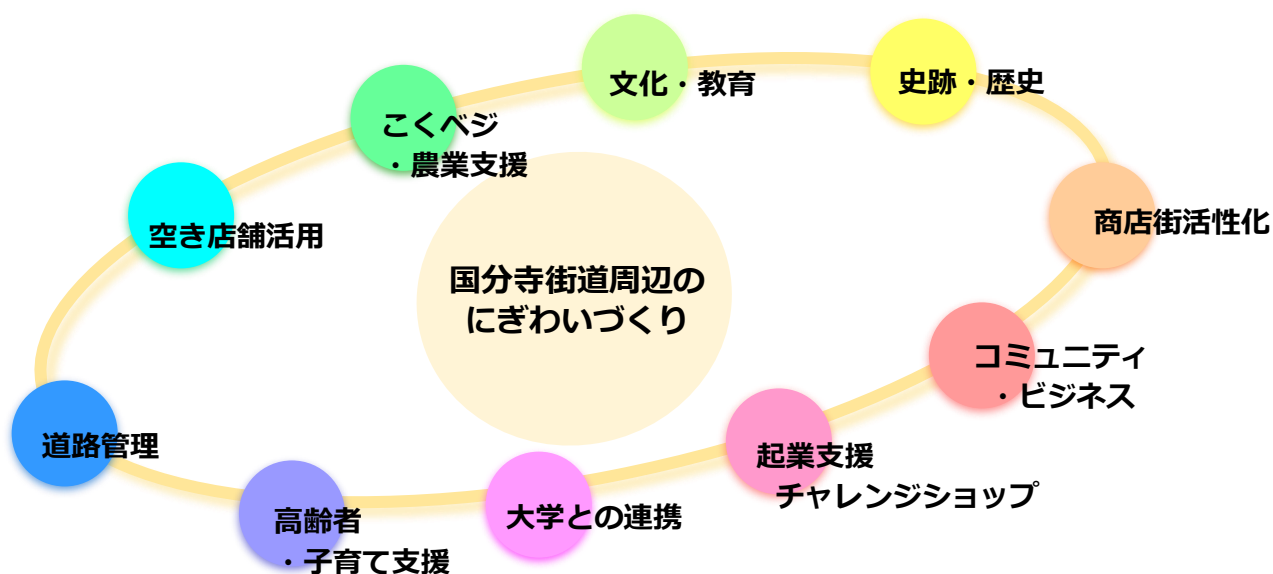 文化・教育
史跡・歴史
こくベジ
・農業支援
商店街活性化
空き店舗活用
国分寺街道周辺の
にぎわいづくり
コミュニティ
・ビジネス
道路管理
起業支援
チャレンジショップ
大学との連携
高齢者
・子育て支援